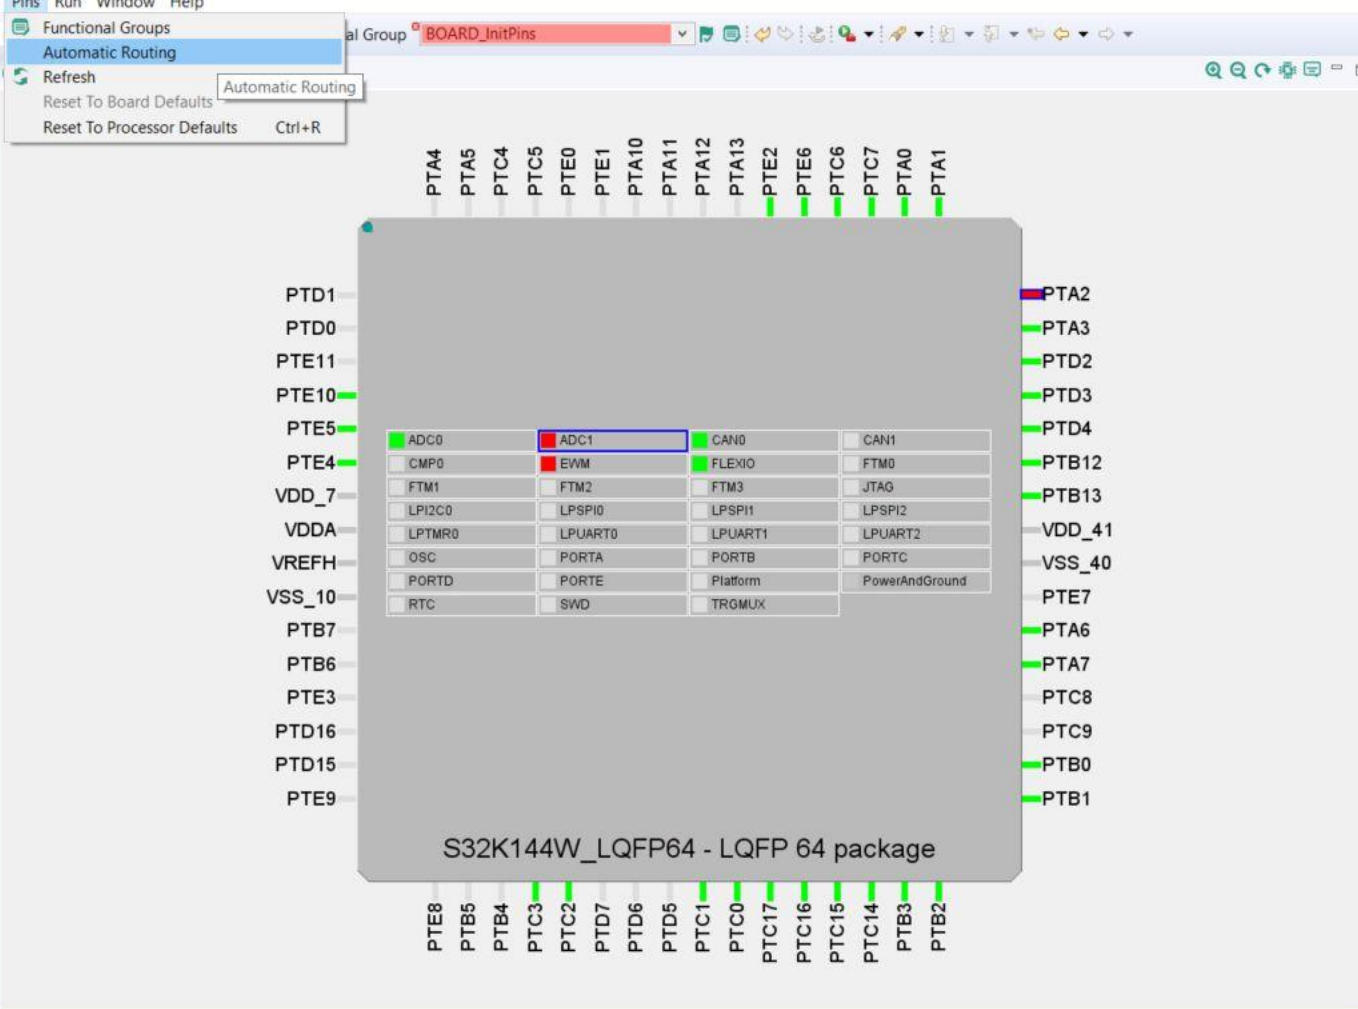 Pins Run Window Help
Functional Groups
al Group BOARD_InitPins
Automatic Routing
Refresh
Automatic Routing
Reset To Board Defaults
Reset To Processor Defaults Ctrl+R
PTA4 PTA5 PTC4 PTC5 PTE0 PTE1 PTA10 PTA11 PTA12 PTA13 PTE2 PTE6 PTC6 PTC7 PTA0 PTA1
PTD1 PTA2
PTD0 PTA3
PTE11 PTD2
PTE10 PTD3
PTE5 PTD4
ADC0 ADC1 CAN0 CAN1
PTE4 CMP0 EWM FLEXIO FTM0 PTB12
FTM1 FTM2 FTM3 JTAG
VDD_7 PTB13
LPI2C0 LPSPI0 LPSPI1 LPSPI2
VDDA LPTMR0 LPUART0 LPUART1 LPUART2 VDD_41
OSC PORTA PORTB PORTC
VREFH VSS_40
PORTD PORTE Platform PowerAndGround
VSS_10 RTC SWD TRGMUX PTE7
PTB7 PTA6
PTB6 PTA7
PTE3 PTC8
PTD16 PTC9
PTD15 PTB0
PTE9 PTB1
S32K144W_LQFP64 - LQFP 64 package
PTE8 PTB5 PTB4 PTC3 PTC2 PTD7 PTD6 PTD5 PTC1 PTC0 PTC17 PTC16 PTC15 PTC14 PTB3 PTB2